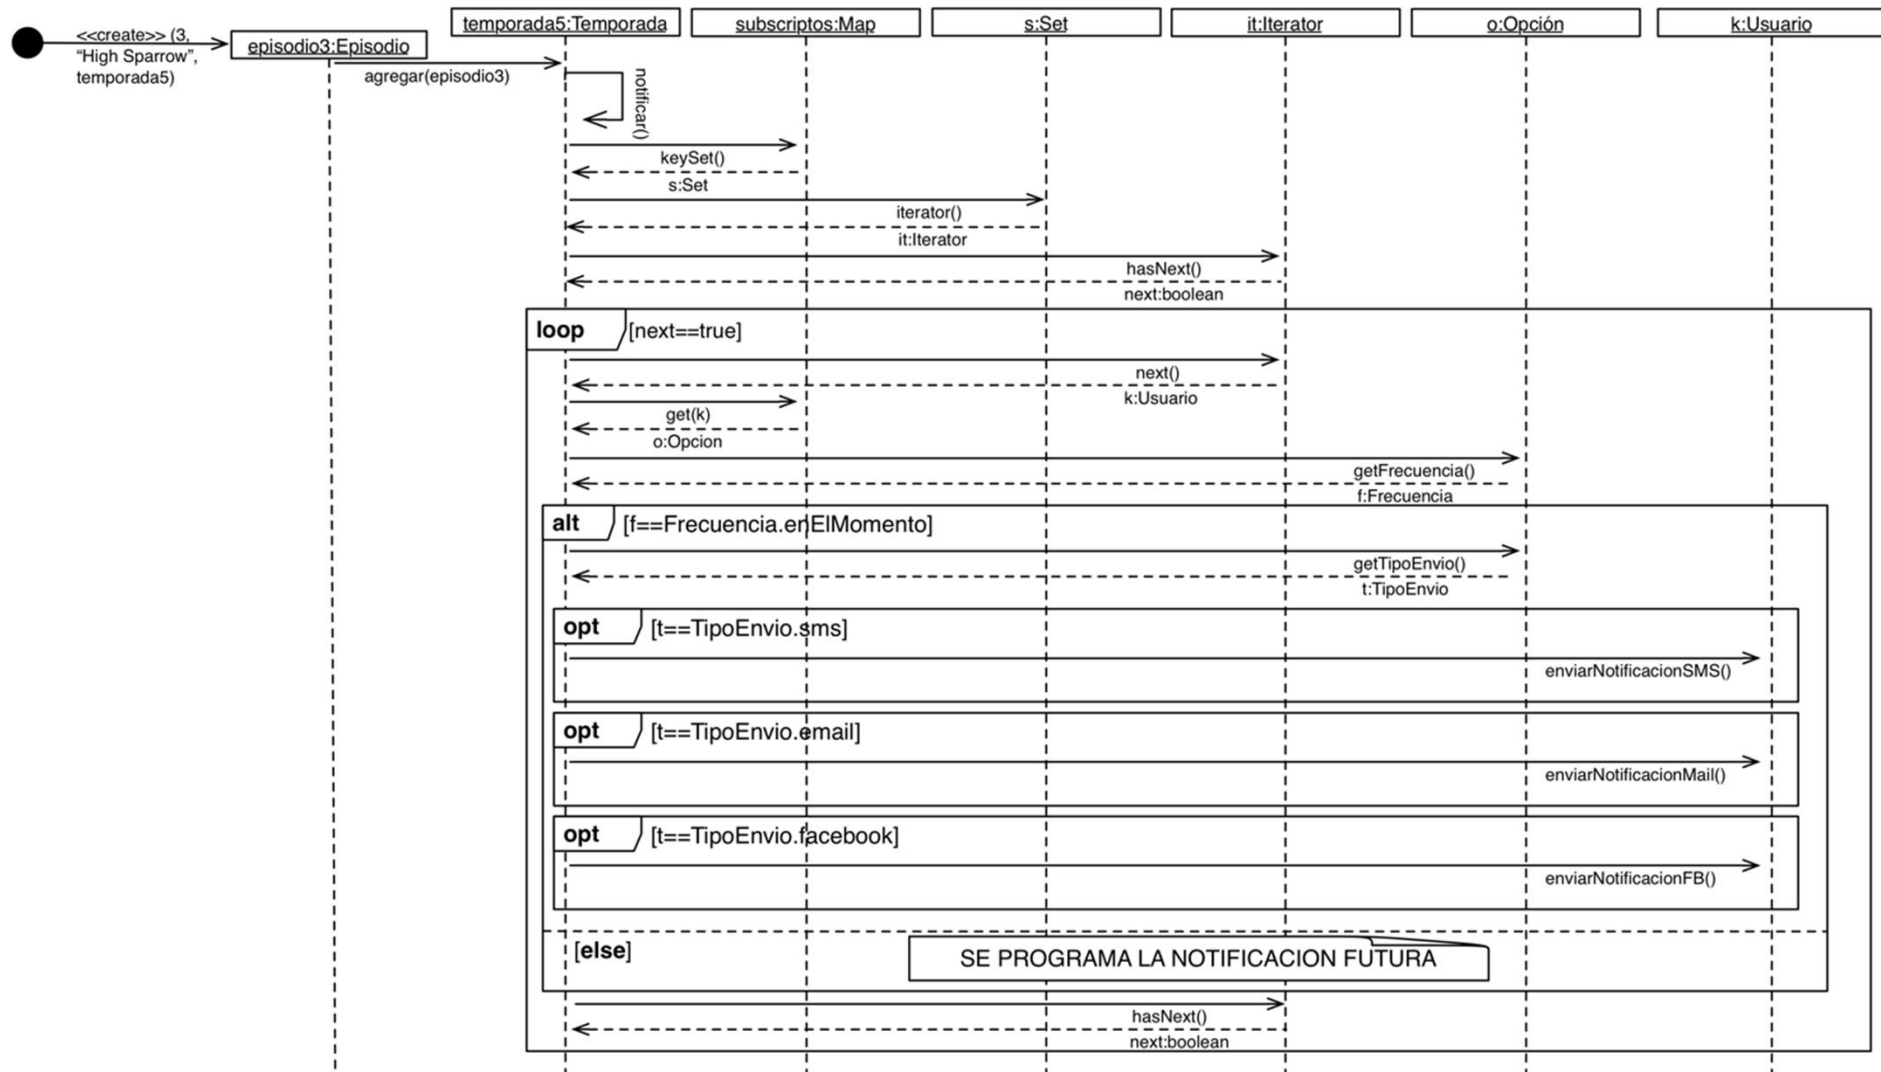 temporada5:Temporada
subscriptos:Map
s:Set
it:Iterator
o:Opción
k:Usuario
<<create>> (3,
“High Sparrow”,
temporada5)
episodio3:Episodio
agregar(episodio3)
notificar()
keySet()
s:Set
iterator()
it:Iterator
hasNext()
next:boolean
loop
[next==true]
next()
k:Usuario
get(k)
o:Opcion
getFrecuencia()
f:Frecuencia
alt
[f==Frecuencia.enElMomento]
getTipoEnvio()
t:TipoEnvio
opt
[t==TipoEnvio.sms]
enviarNotificacionSMS()
opt
[t==TipoEnvio.email]
enviarNotificacionMail()
opt
[t==TipoEnvio.facebook]
enviarNotificacionFB()
[else]
SE PROGRAMA LA NOTIFICACION FUTURA
hasNext()
next:boolean